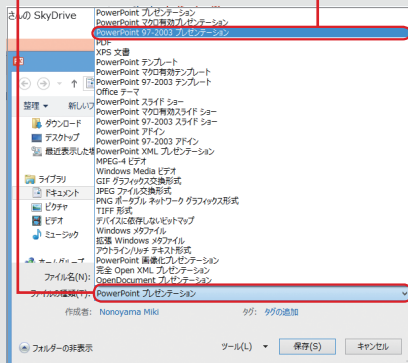 さんの SkyDrive
PowerPoint プレゼンテーション
PowerPoint マクロ有効プレゼンテーション
PowerPoint 97-2003 プレゼンテーション
PDF
XPS 文書
PowerPoint テンプレート
PowerPoint マクロ有効テンプレート
PowerPoint 97-2003 テンプレート
Office テーマ
PowerPoint スライド ショー
PowerPoint マクロ有効スライド ショー
PowerPoint 97-2003 スライド ショー
PowerPoint アドイン
PowerPoint 97-2003 アドイン
PowerPoint XML プレゼンテーション
MPEG-4 ビデオ
Windows Media ビデオ
GIF グラフィックス交換形式
JPEG ファイル交換形式
PNG ポータブル ネットワーク グラフィックス形式
TIFF 形式
デバイスに依存しないビットマップ
Windows メタファイル
拡張 Windows メタファイル
アウトライン/リッチ テキスト形式
PowerPoint 画像化プレゼンテーション
完全 Open XML プレゼンテーション
OpenDocument プレゼンテーション
整理 新しい
ダウンロード
デスクトップ
最近表示した場
ライブラリ
ドキュメント
ピクチャ
ビデオ
ミュージック
ホームグループ
ファイル名(N):
ファイルの種類(T): PowerPoint プレゼンテーション
作成者: Nonoyama Miki タグ: タグの追加
フォルダーの非表示 ツール(L) 保存(S) キャンセル